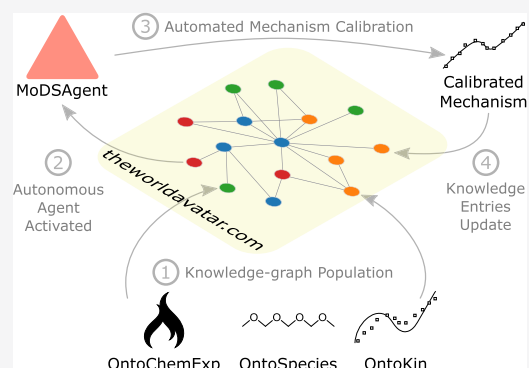 3 Automated Mechanism Calibration
MoDSAgent
Calibrated
Mechanism
theworldavatar.com
2
Autonomous
Agent
Activated
4
Knowledge
Entries
Update
1 Knowledge-graph Population
OntoChemExp
OntoSpecies
OntoKin